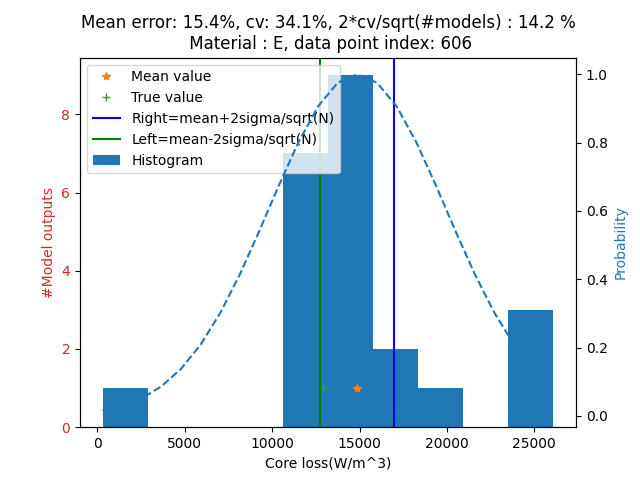 Mean error: 15.4%, cv: 34.1%, 2*cv/sqrt(#models) : 14.2 %
Material : E, data point index: 606
Mean value
True value
Right=mean+2sigma/sqrt(N)
Left=mean-2sigma/sqrt(N)
Histogram
#Model outputs
8
6
4
2
0
1.0
0.8
0.6
0.4
0.2
0.0
Probability
0 5000 10000 15000 20000 25000
Core loss(W/m^3)